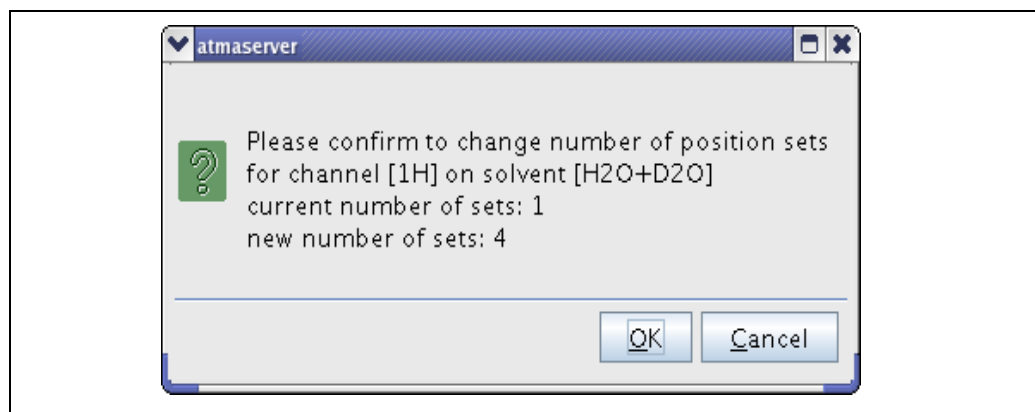 atmaserver
Please confirm to change number of position sets
for channel [1H] on solvent [H2O+D2O]
current number of sets: 1
new number of sets: 4
OK
Cancel